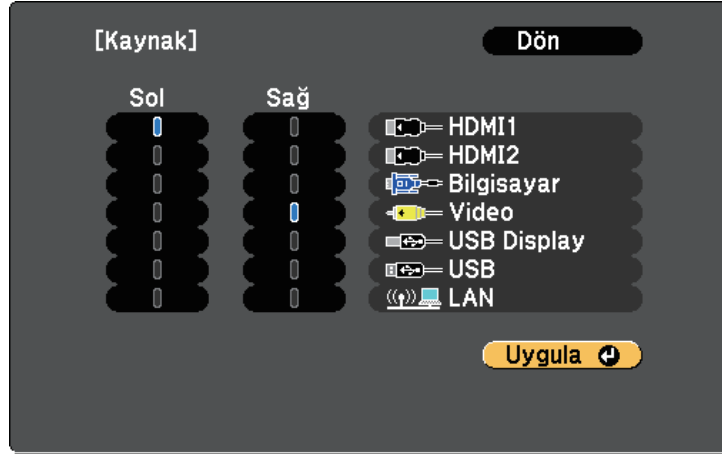 [Kaynak] Dön
Sol Sağ
HDMI1
HDMI2
Bilgisayar
Video
USB Display
USB
LAN
Uygula